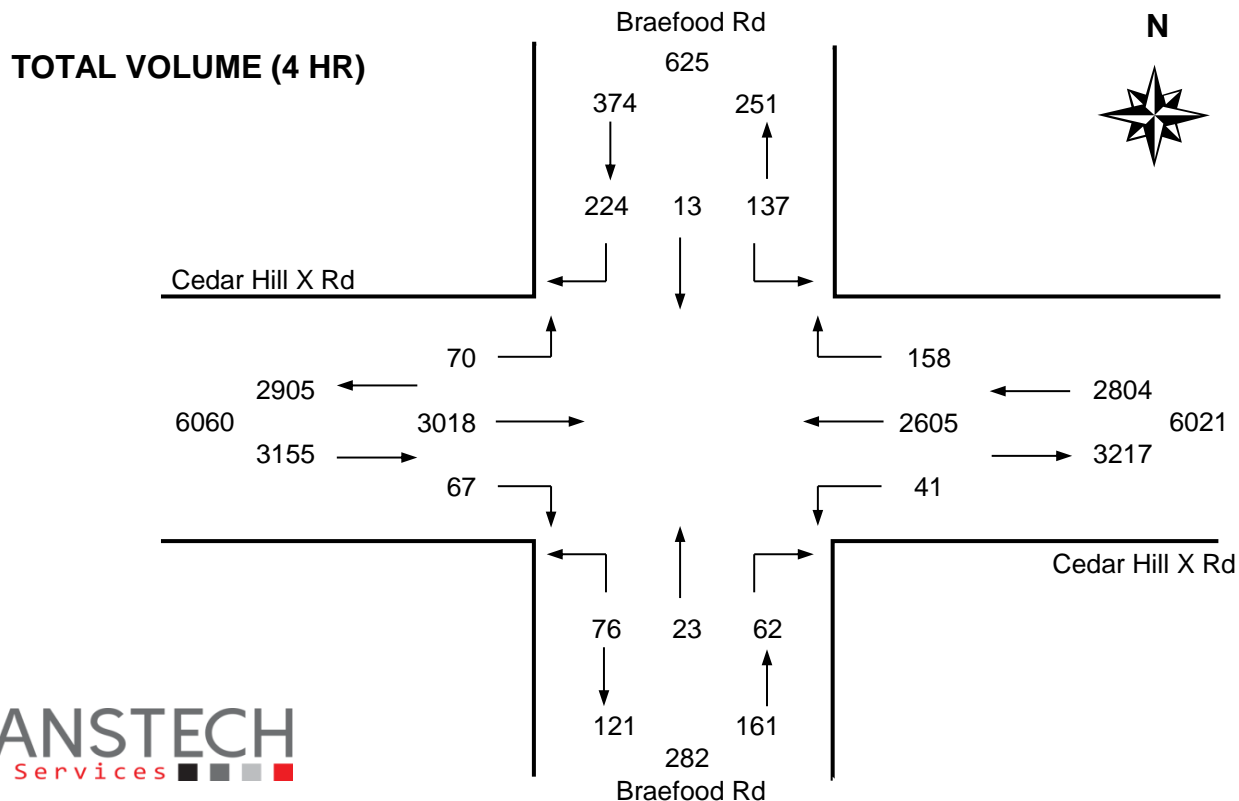 Braefood Rd
N
TOTAL VOLUME (4 HR)
625
374 251
224 13 137
Cedar Hill X Rd
70 158
2905 2804
6060 3018 2605 6021
3155 3217
67 41
Cedar Hill X Rd
76 23 62
121 161
282
Braefood Rd
ANSTECH
Services